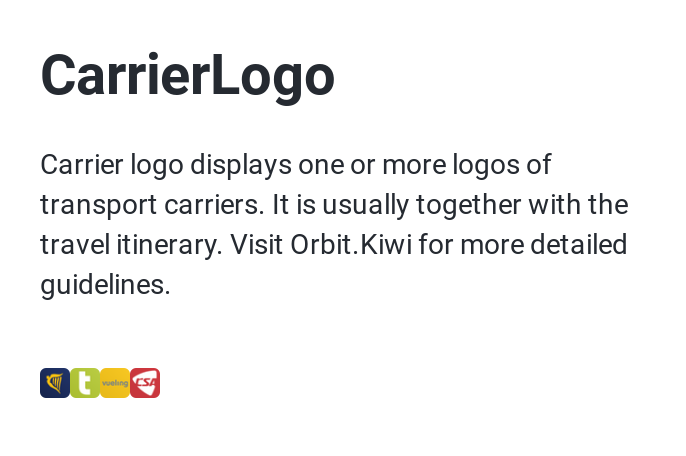 CarrierLogo
Carrier logo displays one or more logos of
transport carriers. It is usually together with the
travel itinerary. Visit Orbit.Kiwi for more detailed
guidelines.
t vueling CSA